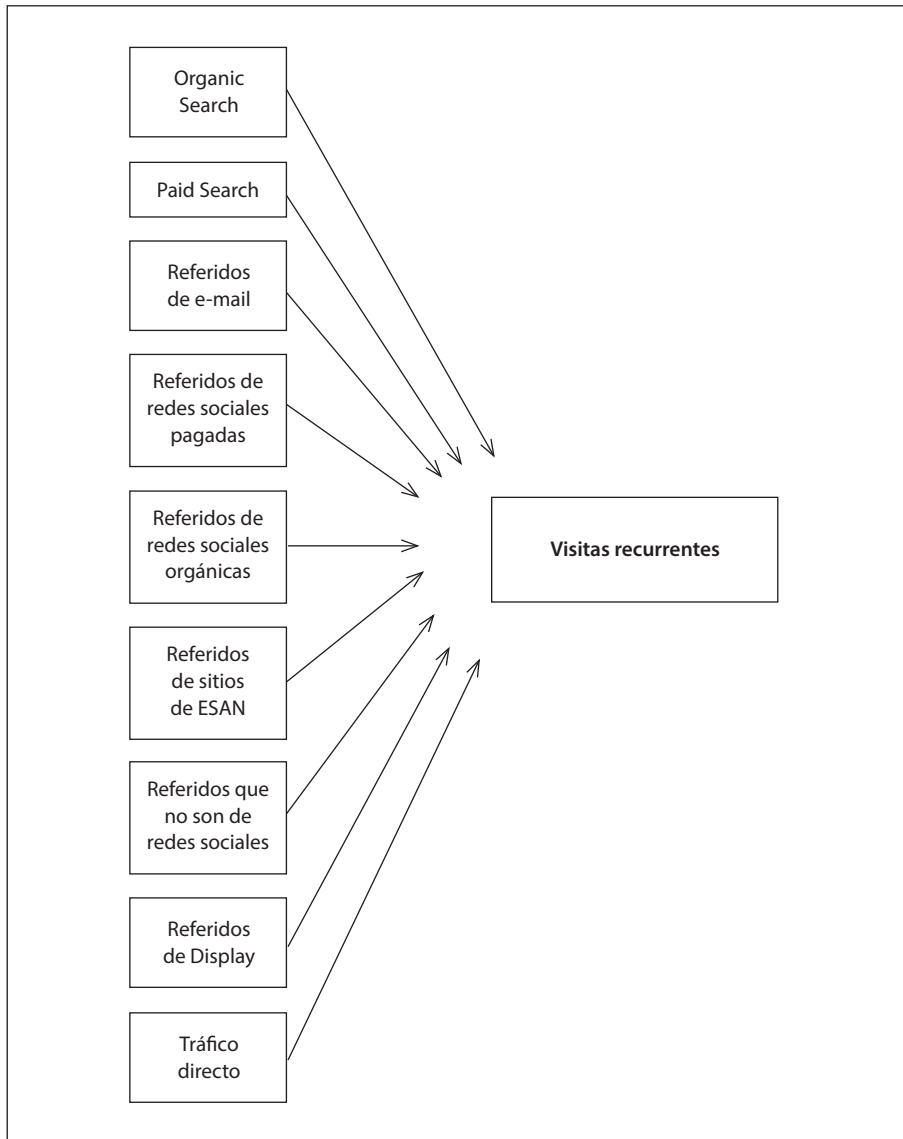 Organic
Search
Paid Search
Referidos
de e-mail
Referidos de
redes sociales
pagadas
Referidos de
redes sociales
orgánicas
Referidos
de sitios
de ESAN
Referidos que
no son de
redes sociales
Referidos
de Display
Tráfico
directo
Visitas recurrentes